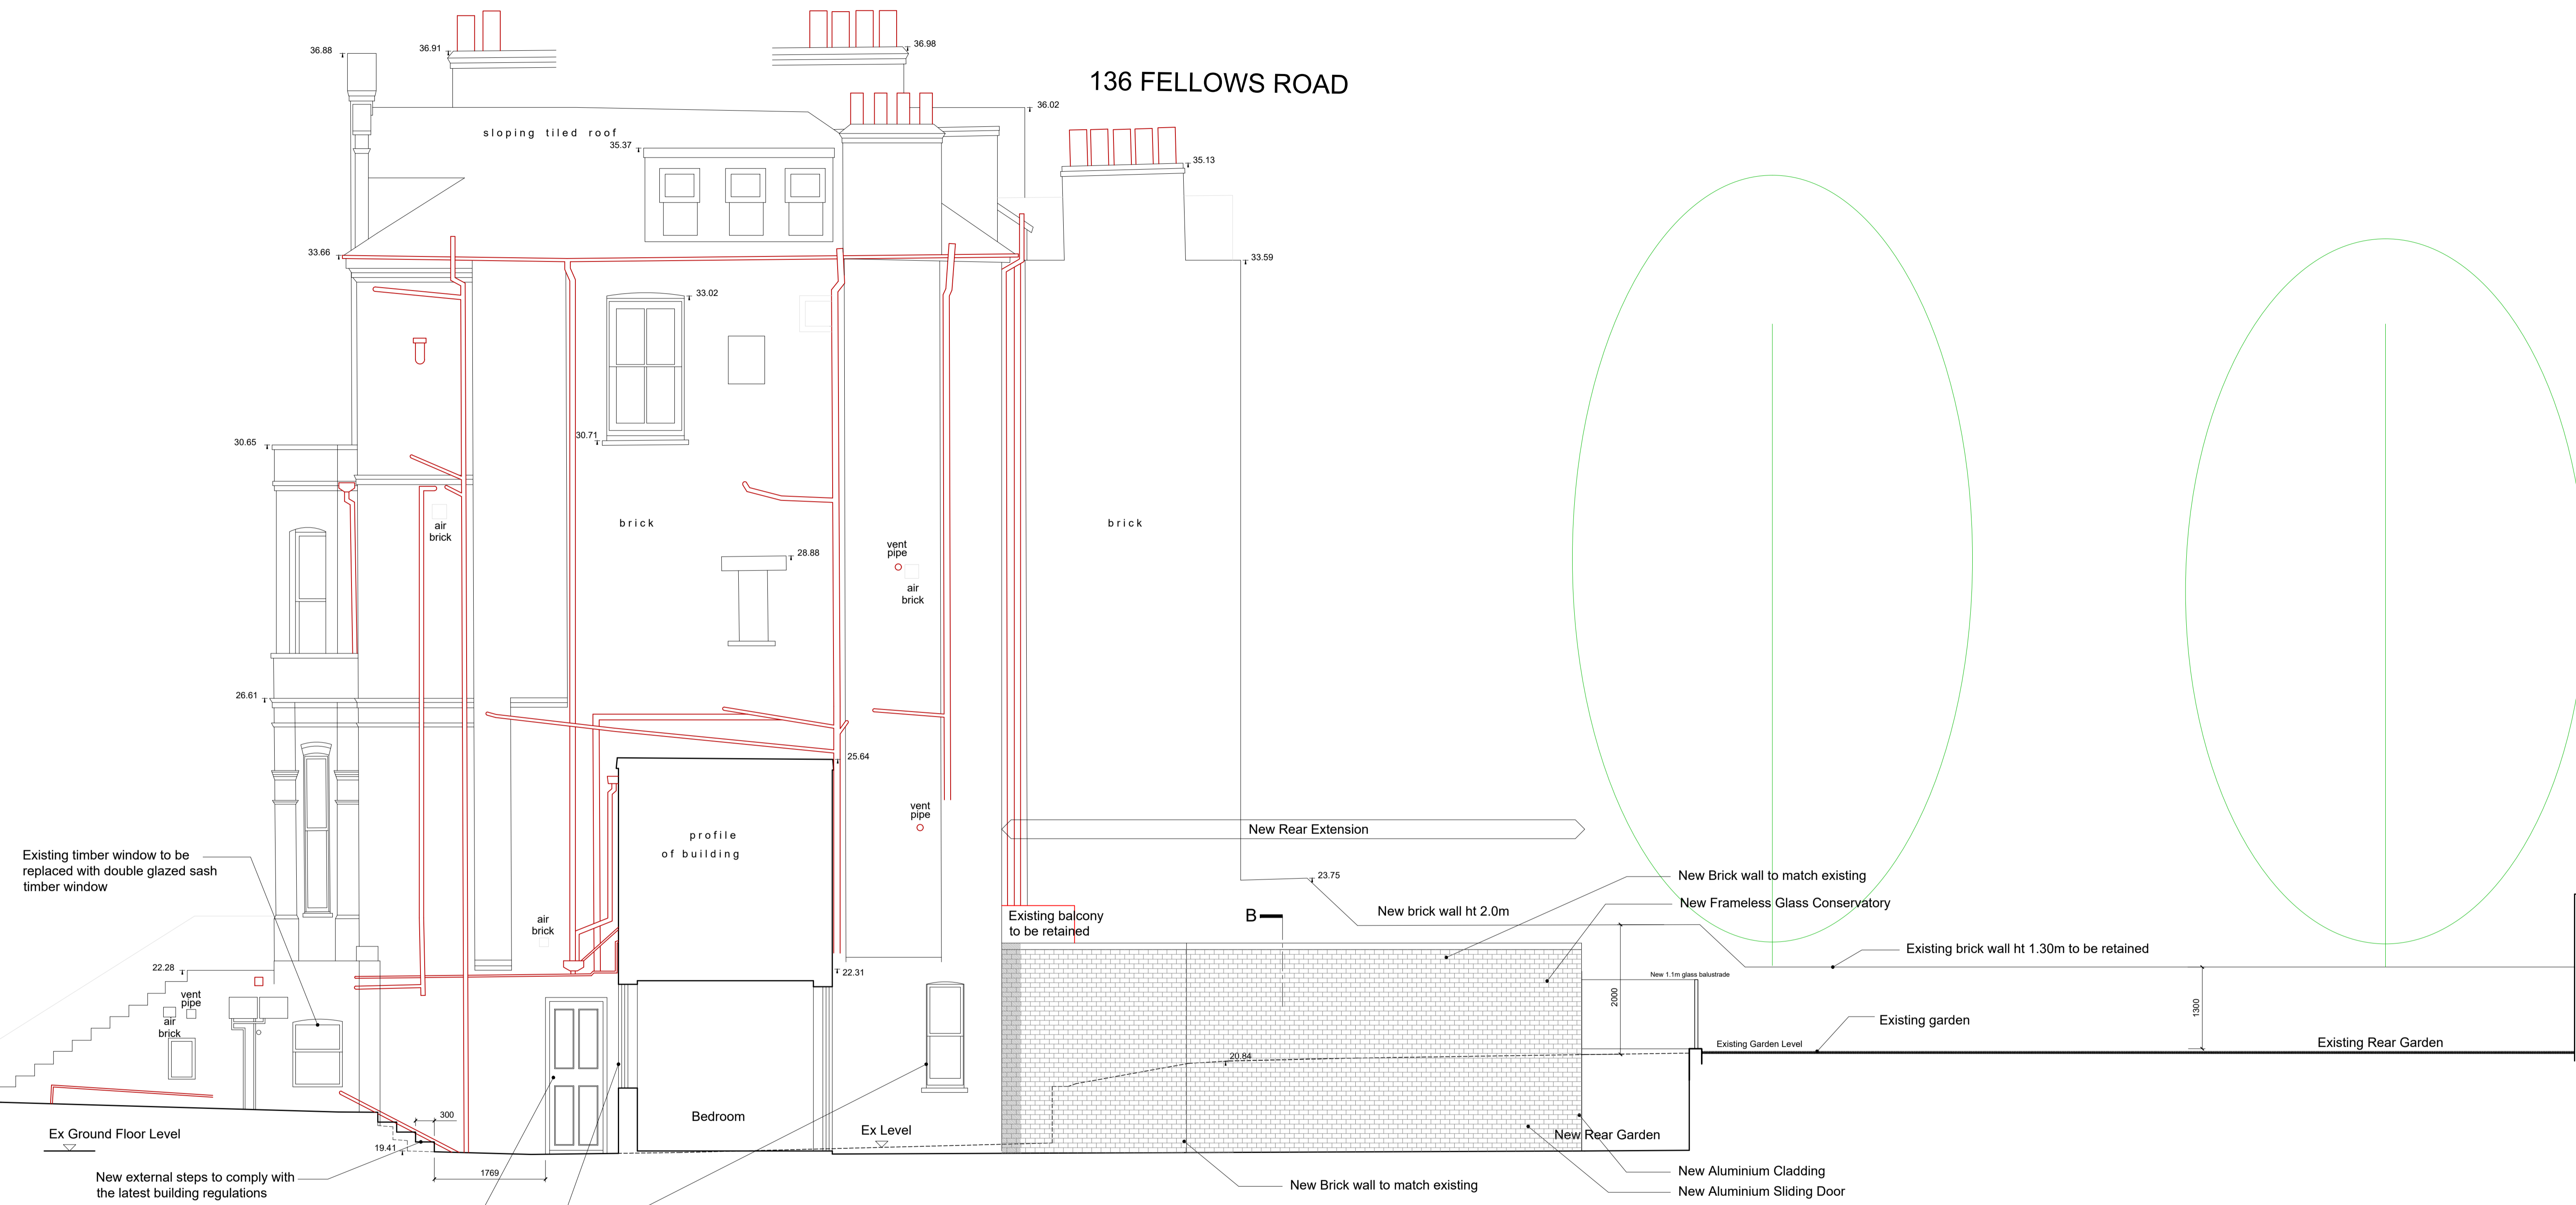 36.88
36.91
36.98
136 FELLOWS ROAD
36.02
sloping tiled roof
35.37
35.13
33.66
33.59
33.02
30.71
30.65
air
brick
brick
brick
vent
pipe
28.88
air
brick
26.61
25.64
vent
pipe
profile
of building
New Rear Extension
Existing timber window to be
replaced with double glazed sash
timber window
23.75
New Brick wall to match existing
New Frameless Glass Conservatory
New brick wall ht 2.0m
B
Existing balcony
to be retained
air
brick
Existing brick wall ht 1.30m to be retained
22.28
22.31
New 1.1m glass balustrade
vent
pipe
air
brick
2000
1300
Existing garden
Existing Garden Level
Existing Rear Garden
20.84
300
Bedroom
Ex Ground Floor Level
Ex Level
New Rear Garden
19.41
1769
New external steps to comply with
the latest building regulations
New Aluminium Cladding
New Brick wall to match existing
New Aluminium Sliding Door